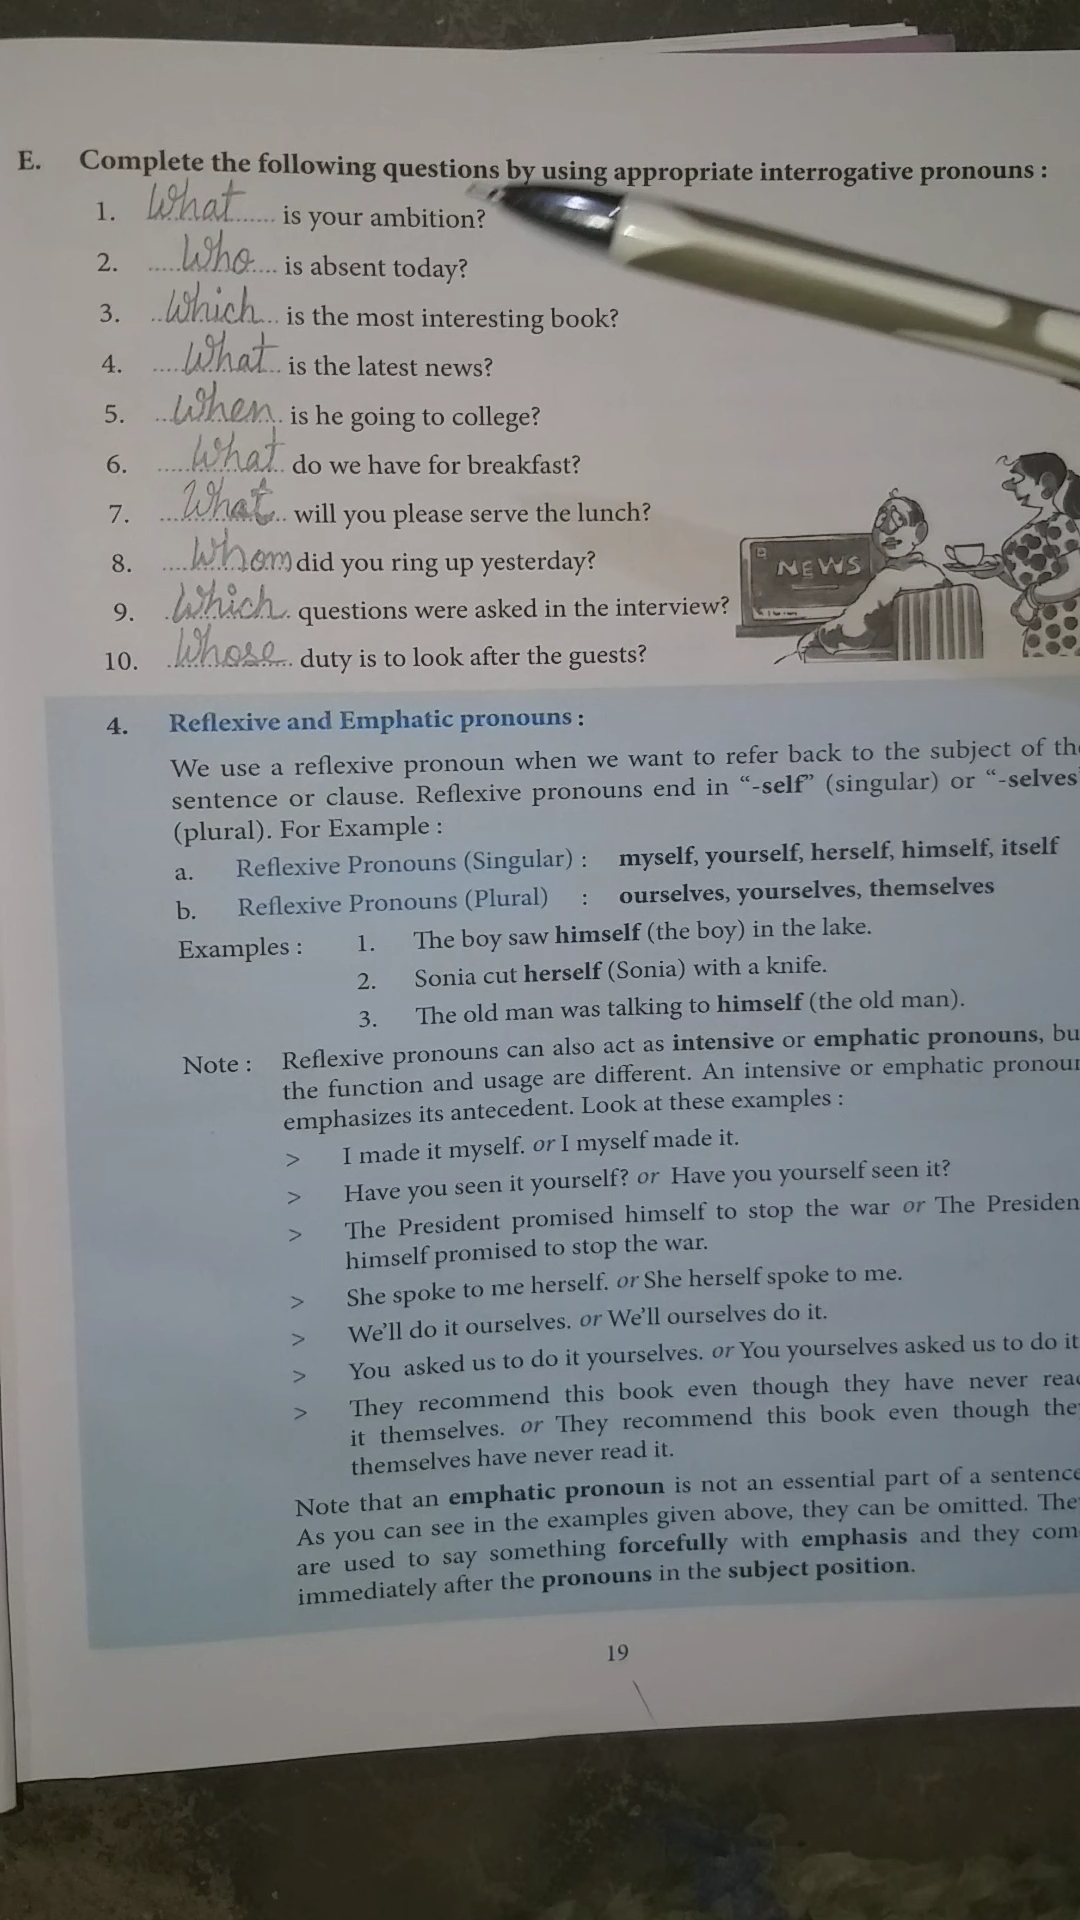 E. Complete the following questions by using appropriate interrogative pronouns :
1. What...... is your ambition?
2. .....Who.... is absent today?
3. ..Which... is the most interesting book?
4. ....What.. is the latest news?
5. ...When. is he going to college?
6. .....What.. do we have for breakfast?
7. ...What.. will you please serve the lunch?
8. ....Whom did you ring up yesterday?
9. .Which. questions were asked in the interview?
10. .Whose.. duty is to look after the guests?
NEWS
4. Reflexive and Emphatic pronouns :
We use a reflexive pronoun when we want to refer back to the subject of the
sentence or clause. Reflexive pronouns end in “-self” (singular) or “-selves
(plural). For Example :
a. Reflexive Pronouns (Singular) : myself, yourself, herself, himself, itself
b. Reflexive Pronouns (Plural) : ourselves, yourselves, themselves
Examples : 1. The boy saw himself (the boy) in the lake.
2. Sonia cut herself (Sonia) with a knife.
3. The old man was talking to himself (the old man).
Note : Reflexive pronouns can also act as intensive or emphatic pronouns, bu
the function and usage are different. An intensive or emphatic pronoun
emphasizes its antecedent. Look at these examples :
> I made it myself. or I myself made it.
> Have you seen it yourself? or Have you yourself seen it?
> The President promised himself to stop the war or The Presiden
himself promised to stop the war.
> She spoke to me herself. or She herself spoke to me.
> We'll do it ourselves. or We'll ourselves do it.
> You asked us to do it yourselves. or You yourselves asked us to do it
> They recommend this book even though they have never read
it themselves. or They recommend this book even though the
themselves have never read it.
Note that an emphatic pronoun is not an essential part of a sentence
As you can see in the examples given above, they can be omitted. The
are used to say something forcefully with emphasis and they com
immediately after the pronouns in the subject position.
19